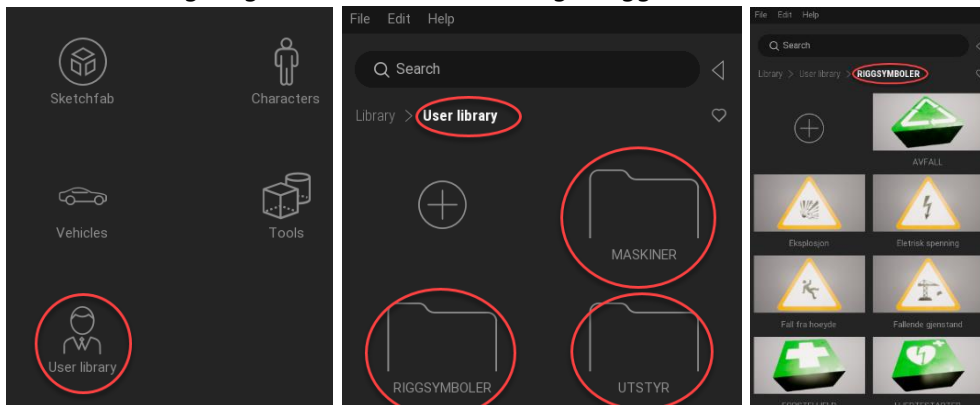 Sketchfab
Characters
Vehicles
Tools
User library
File Edit Help
Search
Library > User library
MASKINER
RIGGSYMBOLER
UTSTYR
File Edit Help
Search
Library > User library > RIGGSYMBOLER
AVFALL
Eksplosjon
Eletrisk spenning
Fall fra hoeyde
Fallende gjenstand